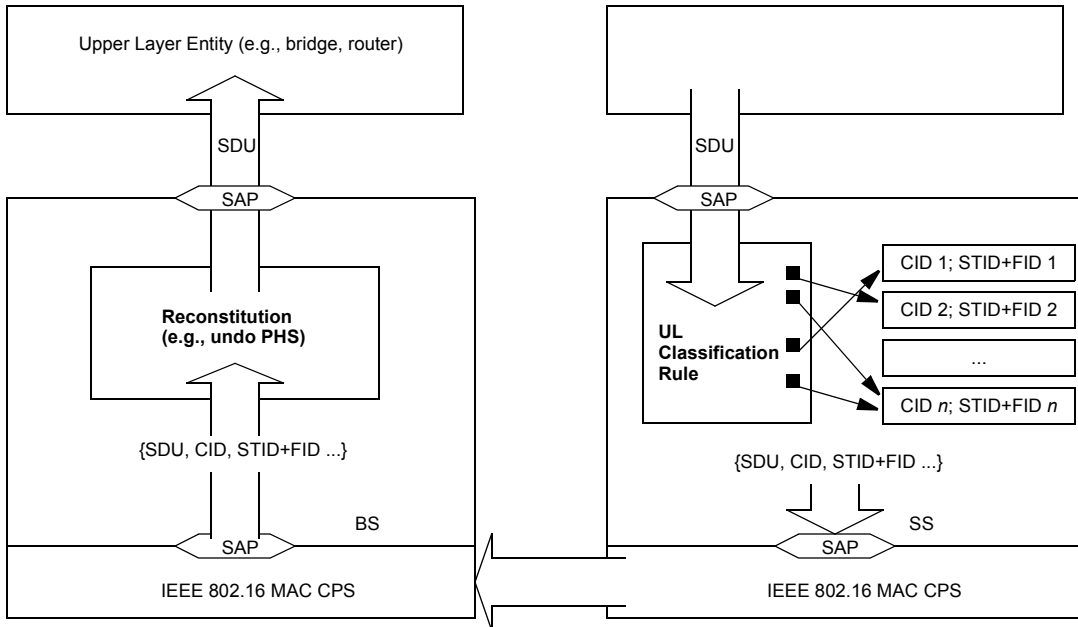 Upper Layer Entity (e.g., bridge, router)
SDU
SAP
Reconstitution
(e.g., undo PHS)
{SDU, CID, STID+FID ...}
BS
SAP
IEEE 802.16 MAC CPS
SDU
SAP
UL
Classification
Rule
CID 1; STID+FID 1
CID 2; STID+FID 2
...
CID n; STID+FID n
{SDU, CID, STID+FID ...}
SS
SAP
IEEE 802.16 MAC CPS